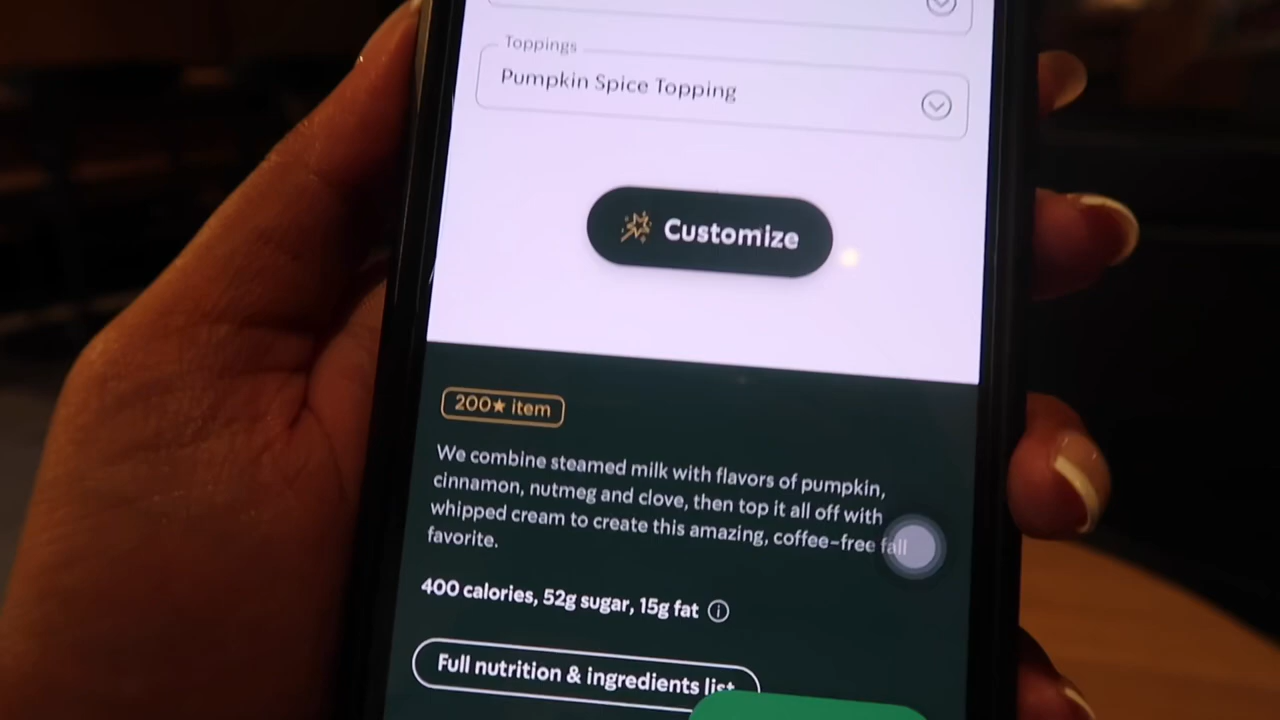 Toppings
Pumpkin Spice Topping
Customize
200★ item
We combine steamed milk with flavors of pumpkin,
cinnamon, nutmeg and clove, then top it all off with
whipped cream to create this amazing, coffee-free fall
favorite.
400 calories, 52g sugar, 15g fat
Full nutrition & ingredients list